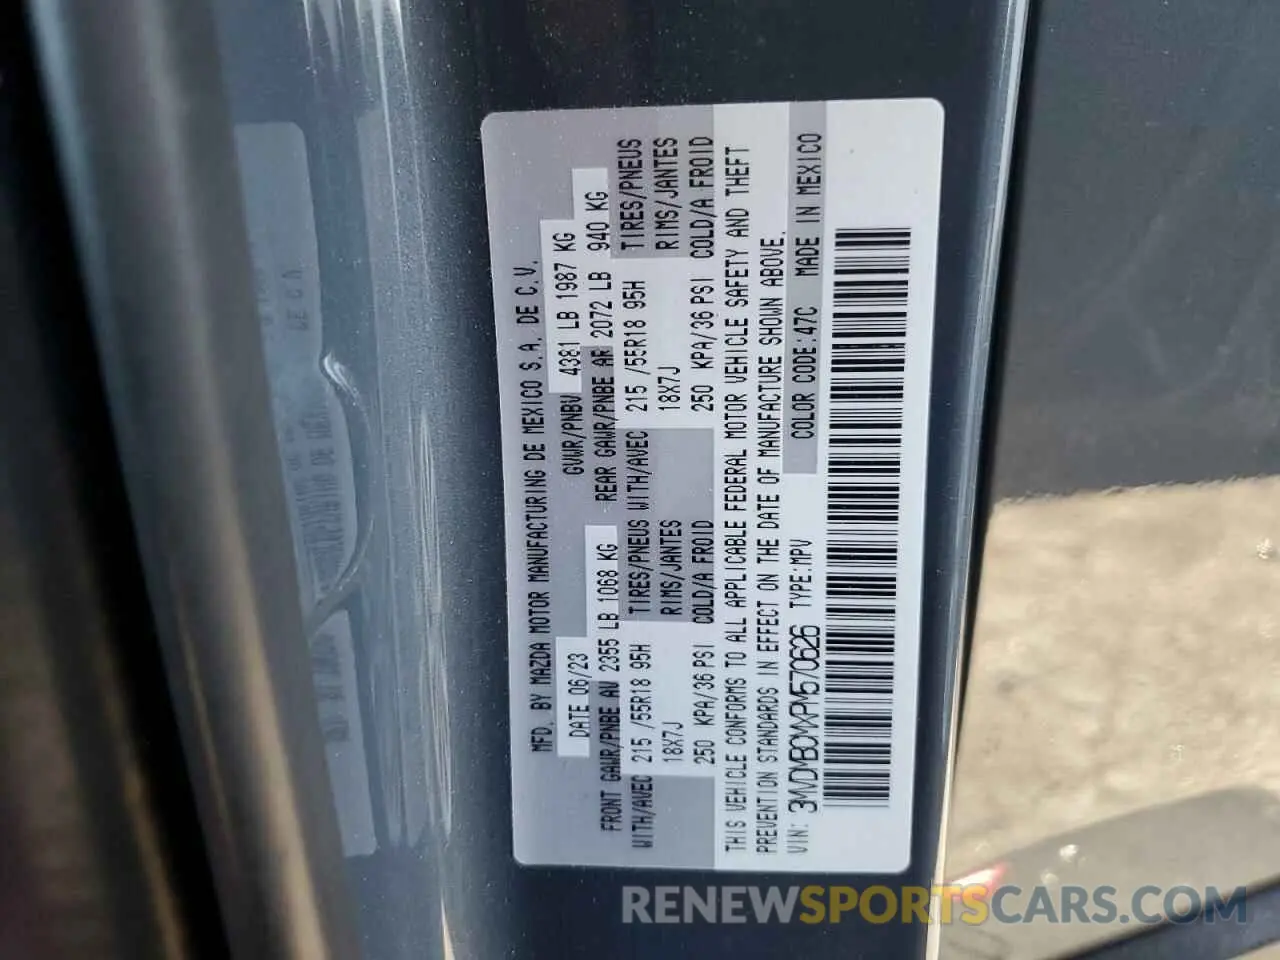 MFD. BY MAZDA MOTOR MANUFACTURING DE MEXICO S.A. DE C.V.
DATE 06/23 GVWR/PNBV 4381 LB 1987 KG
FRONT GAWR/PNBE AV 2355 LB 1068 KG REAR GAWR/PNBE AR 2072 LB 940 KG
WITH/AVEC 215 /55R18 95H TIRES/PNEUS WITH/AVEC 215 /55R18 95H TIRES/PNEUS
18X7J RIMS/JANTES 18X7J RIMS/JANTES
250 KPA/36 PSI COLD/A FROID 250 KPA/36 PSI COLD/A FROID
THIS VEHICLE CONFORMS TO ALL APPLICABLE FEDERAL MOTOR VEHICLE SAFETY AND THEFT
PREVENTION STANDARDS IN EFFECT ON THE DATE OF MANUFACTURE SHOWN ABOVE.
VIN: 3MVDMBCMXPM570626 TYPE:MPV COLOR CODE:47C MADE IN MEXICO
RENEWSPORTSCARS.COM